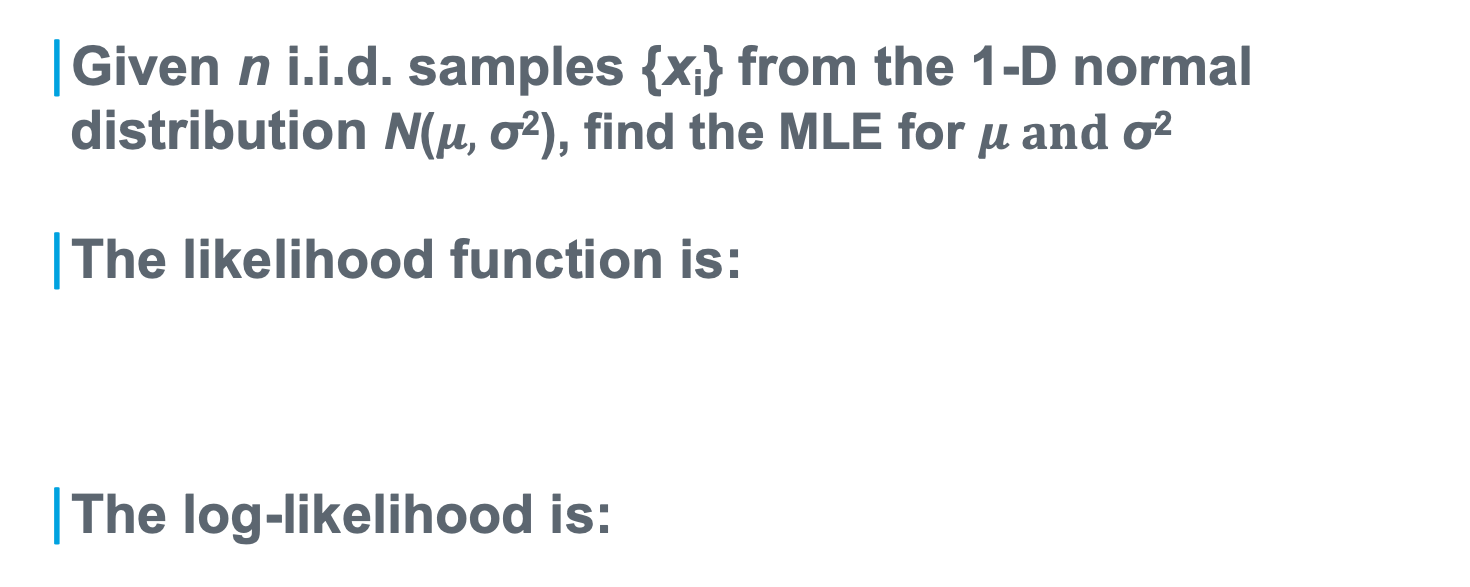 Given n i.i.d. samples {xᵢ} from the 1-D normal
distribution N(μ, σ²), find the MLE for μ and σ²
The likelihood function is:
The log-likelihood is: